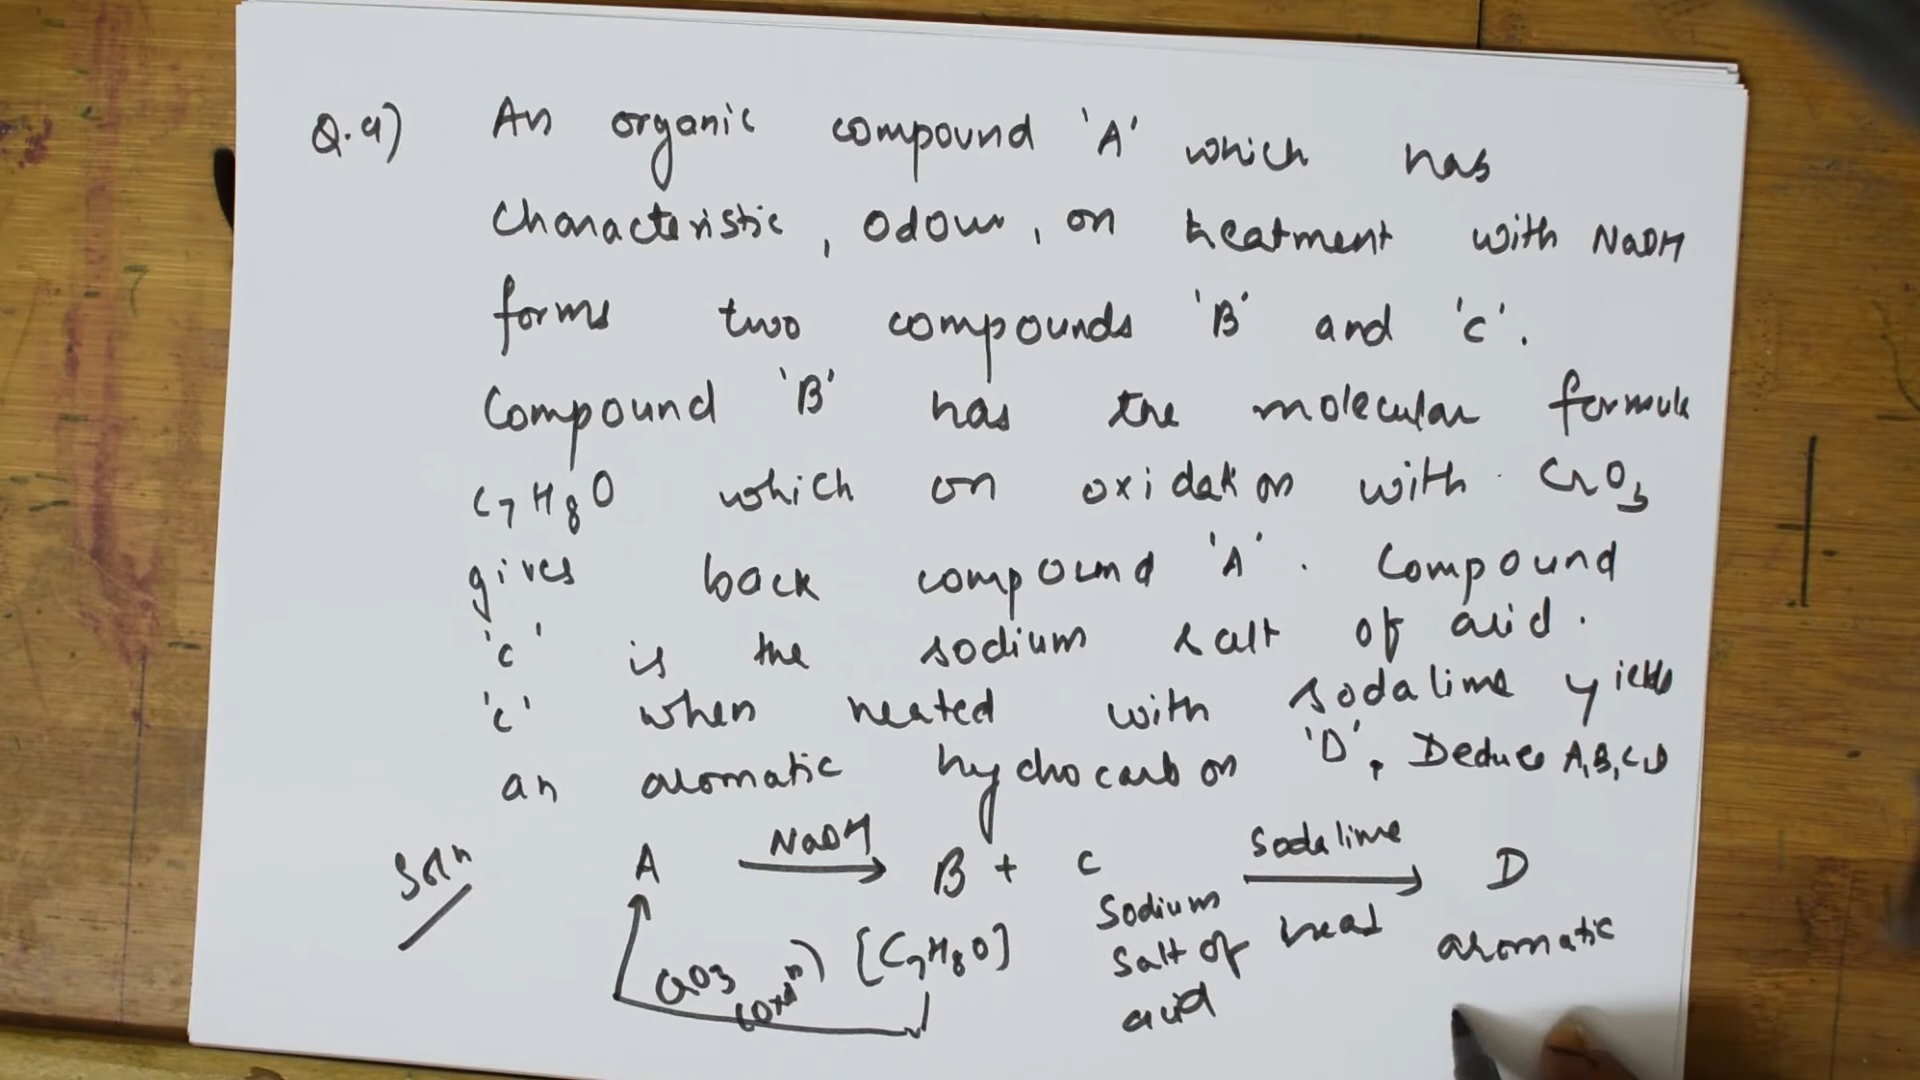 Q.4) An organic compound 'A' which has
characteristic, odour, on treatment with NaOH
forms two compounds 'B' and 'C'.
Compound 'B' has the molecular formula
C7H8O which on oxidation with CrO3
gives back compound 'A'. Compound
'C' is the sodium salt of acid.
'C' when heated with sodalime yields
an aromatic hydrocarbon 'D'. Deduce A,B,C,D
Soln A NaOH B + C Sodalime D
Sodium heat aromatic
CrO3 (oxdn) [C7H8O] Salt of
acid